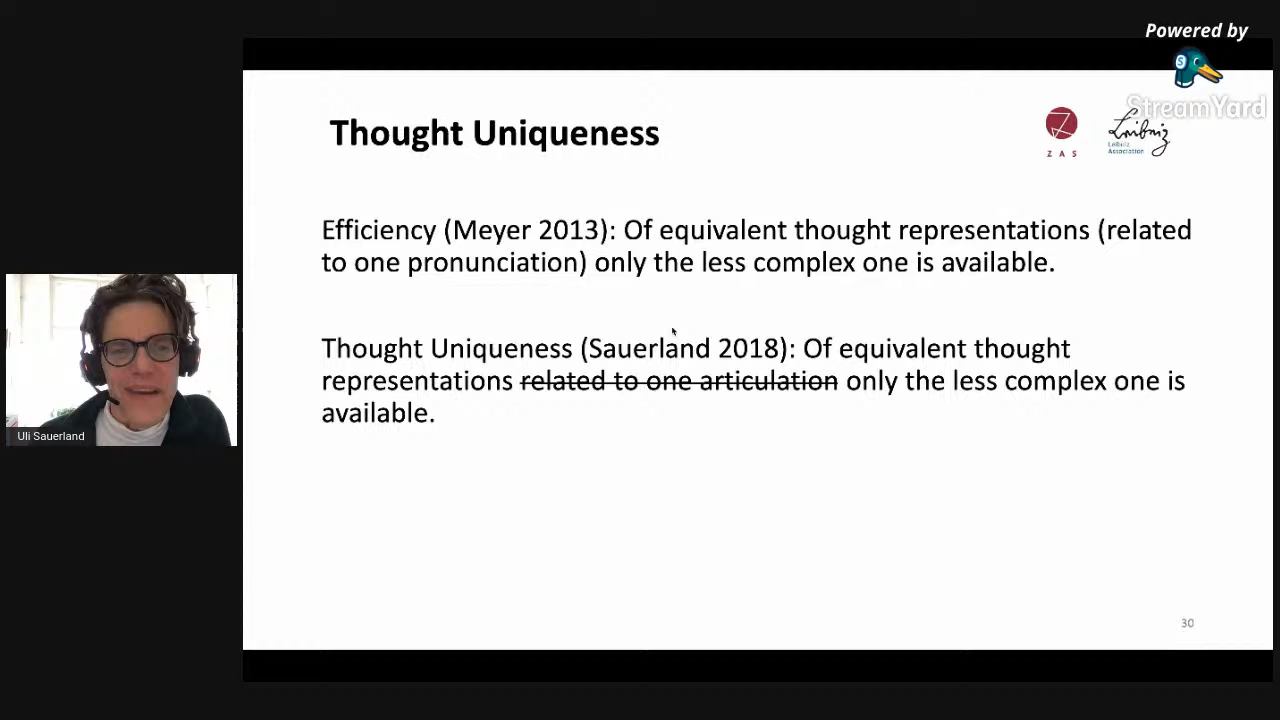 Powered by
StreamYard
Thought Uniqueness
Z A S
Leibniz
Leibniz
Association
Efficiency (Meyer 2013): Of equivalent thought representations (related
to one pronunciation) only the less complex one is available.
Thought Uniqueness (Sauerland 2018): Of equivalent thought
representations related to one articulation only the less complex one is
available.
Uli Sauerland
30